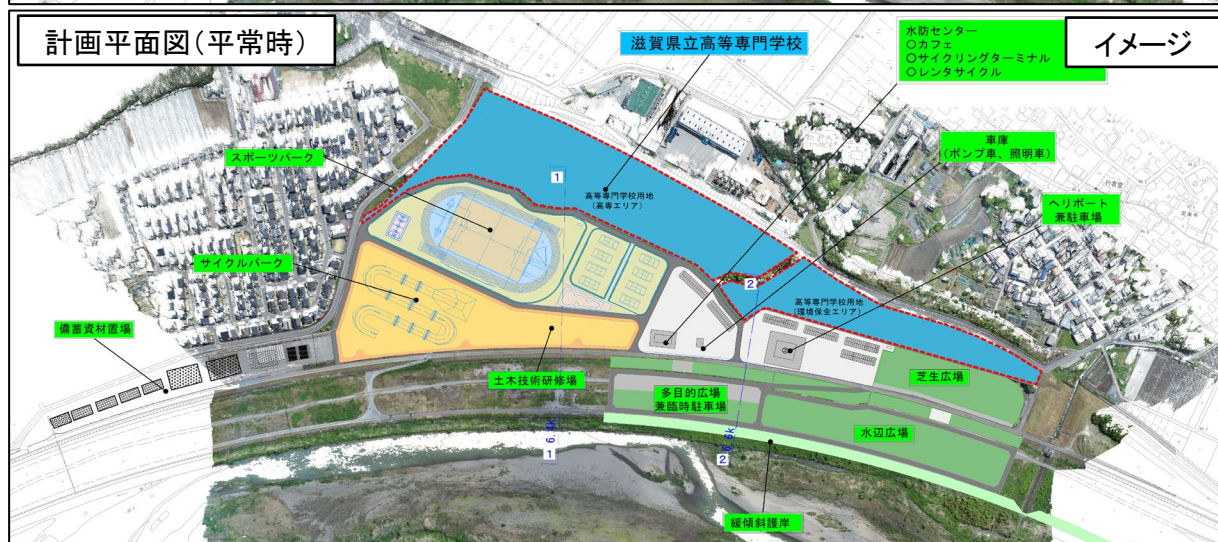 計画平面図(平常時)
滋賀県立高等専門学校
水防センター
○カフェ
○サイクリングターミナル
○レンタサイクル
イメージ
車庫
(ポンプ車、照明車)
スポーツパーク
1
高等専門学校用地
(高専エリア)
ヘリポート
兼駐車場
サイクルパーク
2
高等専門学校用地
(環境保全エリア)
備蓄資材置場
土木技術研修場
多目的広場
兼臨時駐車場
芝生広場
水辺広場
1
2
6.6k
緩傾斜護岸